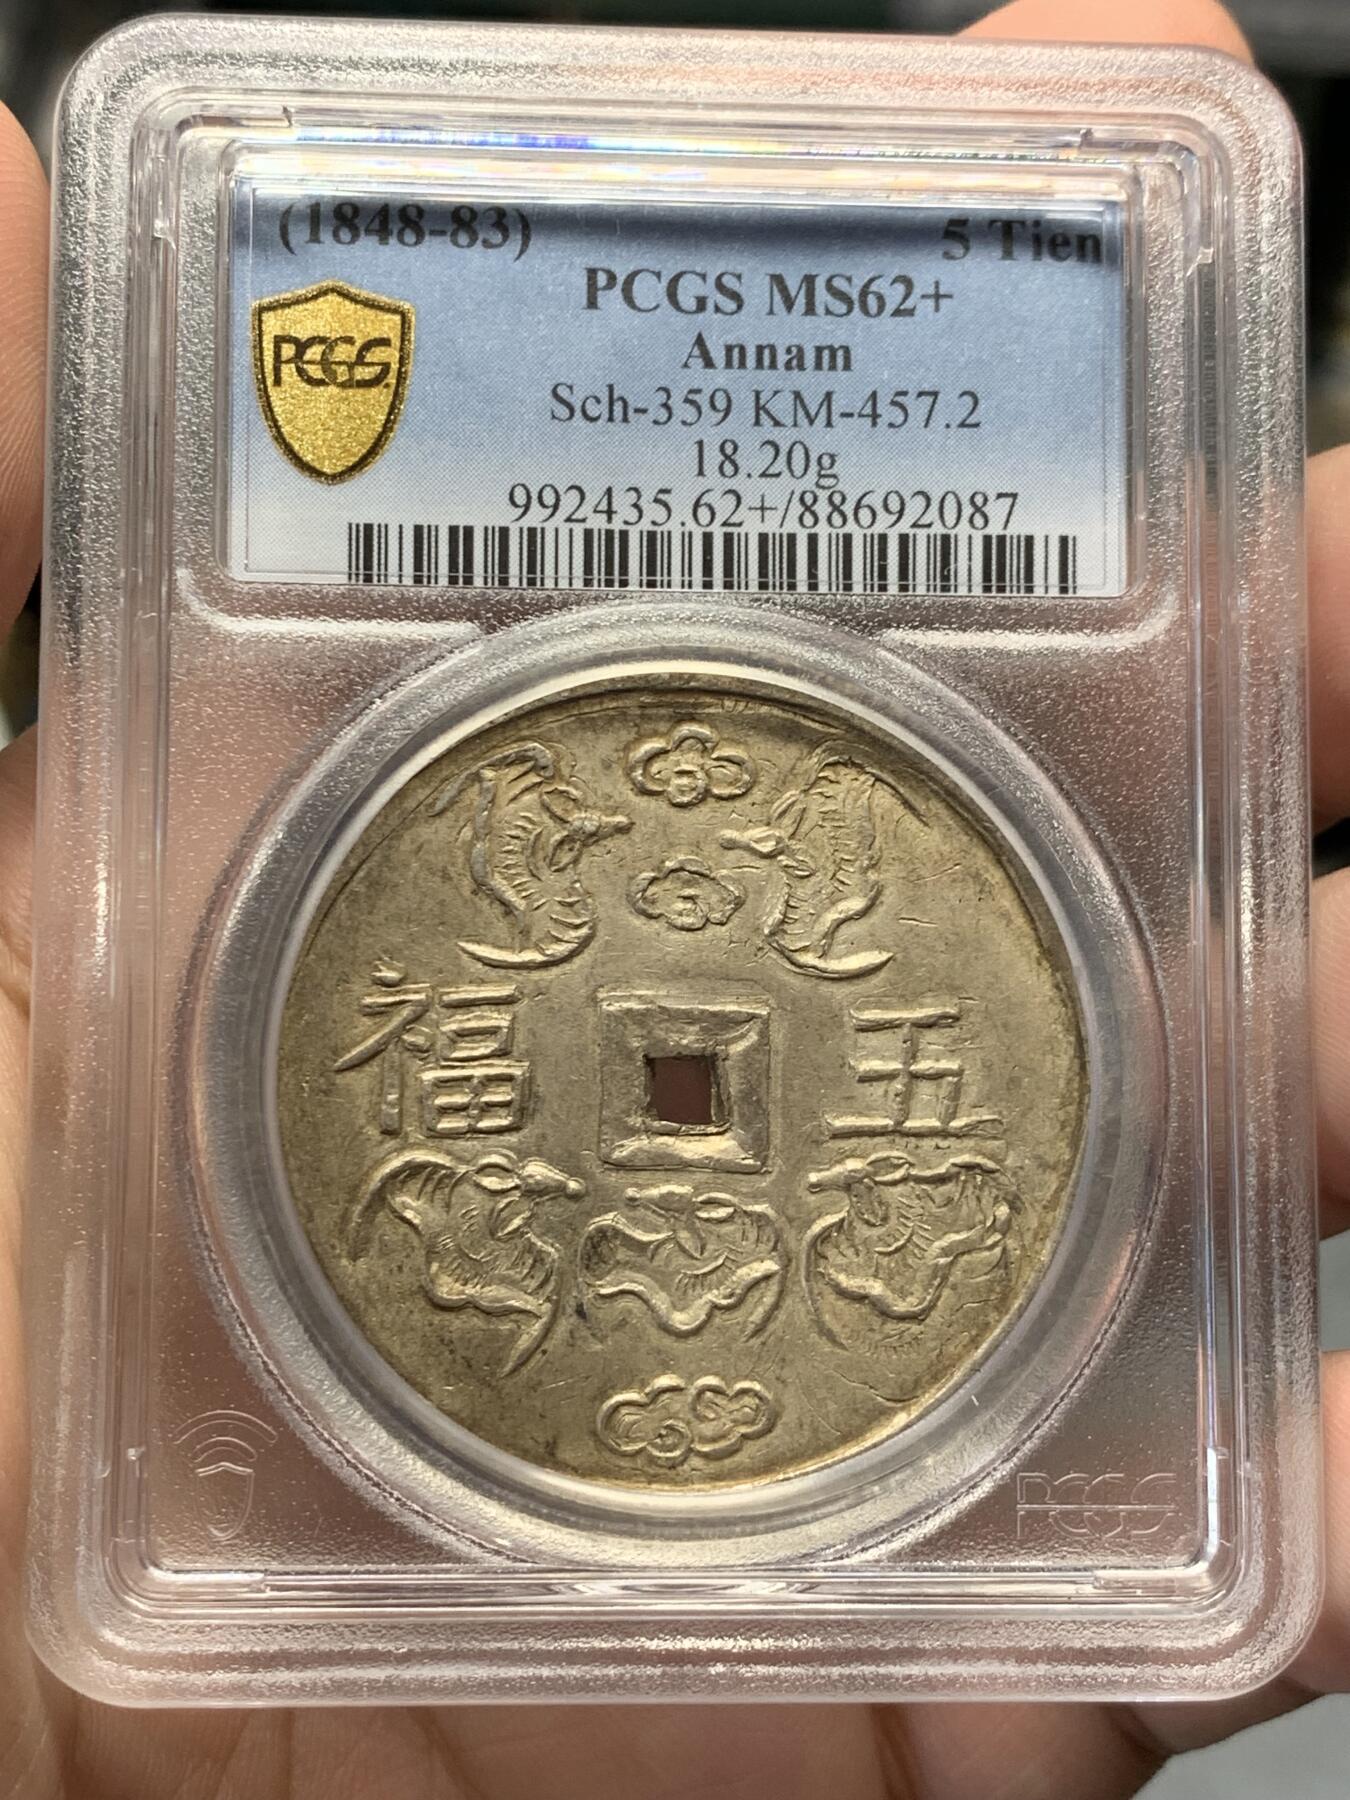 (1848-83) 5 Tien
PCGS MS62+
PCGS
Annam
Sch-359 KM-457.2
18.20g
992435.62+/88692087
福 五
PCGS